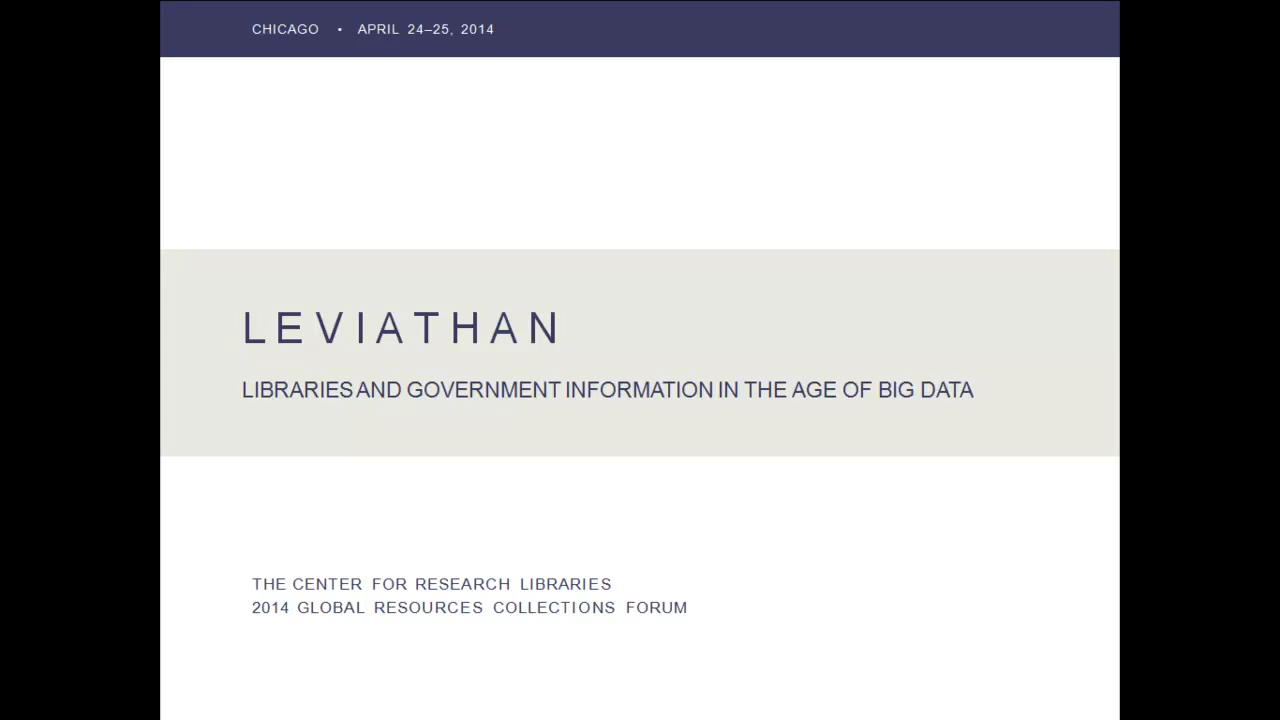 CHICAGO • APRIL 24–25, 2014
LEVIATHAN
LIBRARIES AND GOVERNMENT INFORMATION IN THE AGE OF BIG DATA
THE CENTER FOR RESEARCH LIBRARIES
2014 GLOBAL RESOURCES COLLECTIONS FORUM